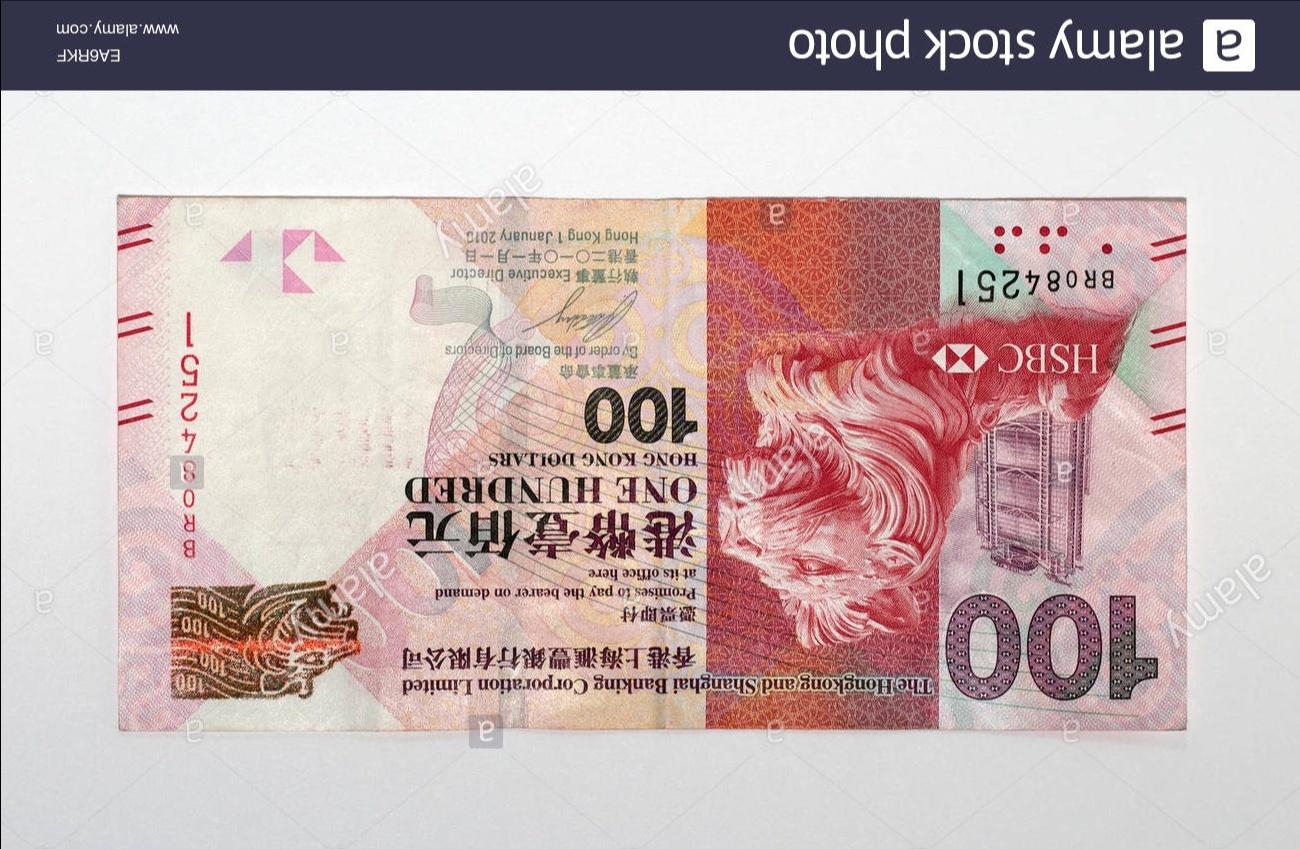 The Hongkong and Shanghai Banking Corporation Limited
香港上海滙豐銀行有限公司
憑票即付
Promises to pay the bearer on demand
at its office here
港幣壹佰元
ONE HUNDRED
HONG KONG DOLLARS
100
承董事會命
By order of the Board of Directors
執行董事 Executive Director
香港二〇一〇年一月一日
Hong Kong 1 January 2010
100
HSBC
BR084251
BR084251
100
100
100
100
a alamy stock photo
EA6RKF
www.alamy.com
alamy
alamy
alamy
alamy
a
a
a
a
a